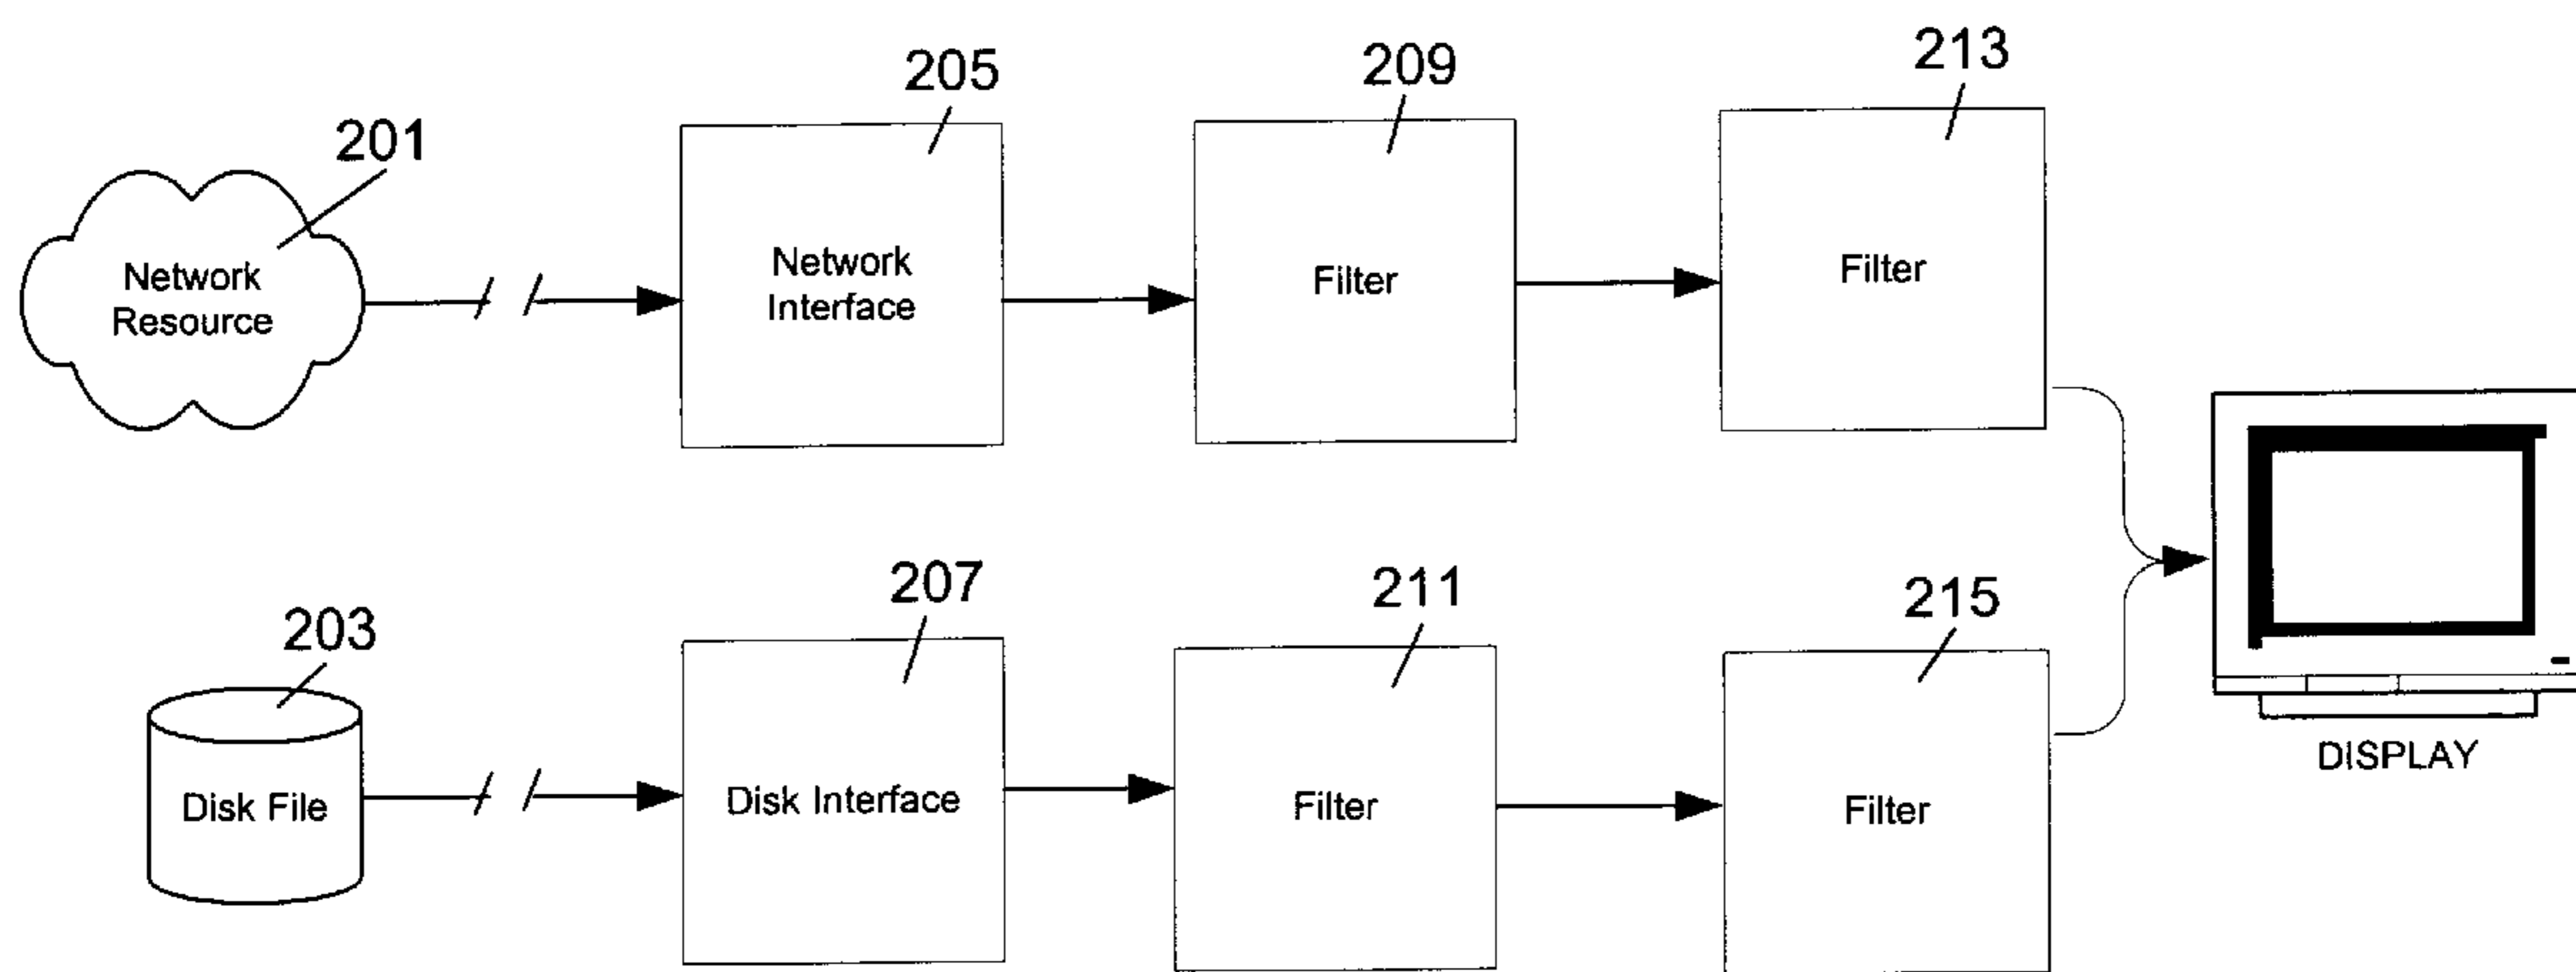 201
Network
Resource
205
Network
Interface
209
Filter
213
Filter
203
Disk File
207
Disk Interface
211
Filter
215
Filter
DISPLAY